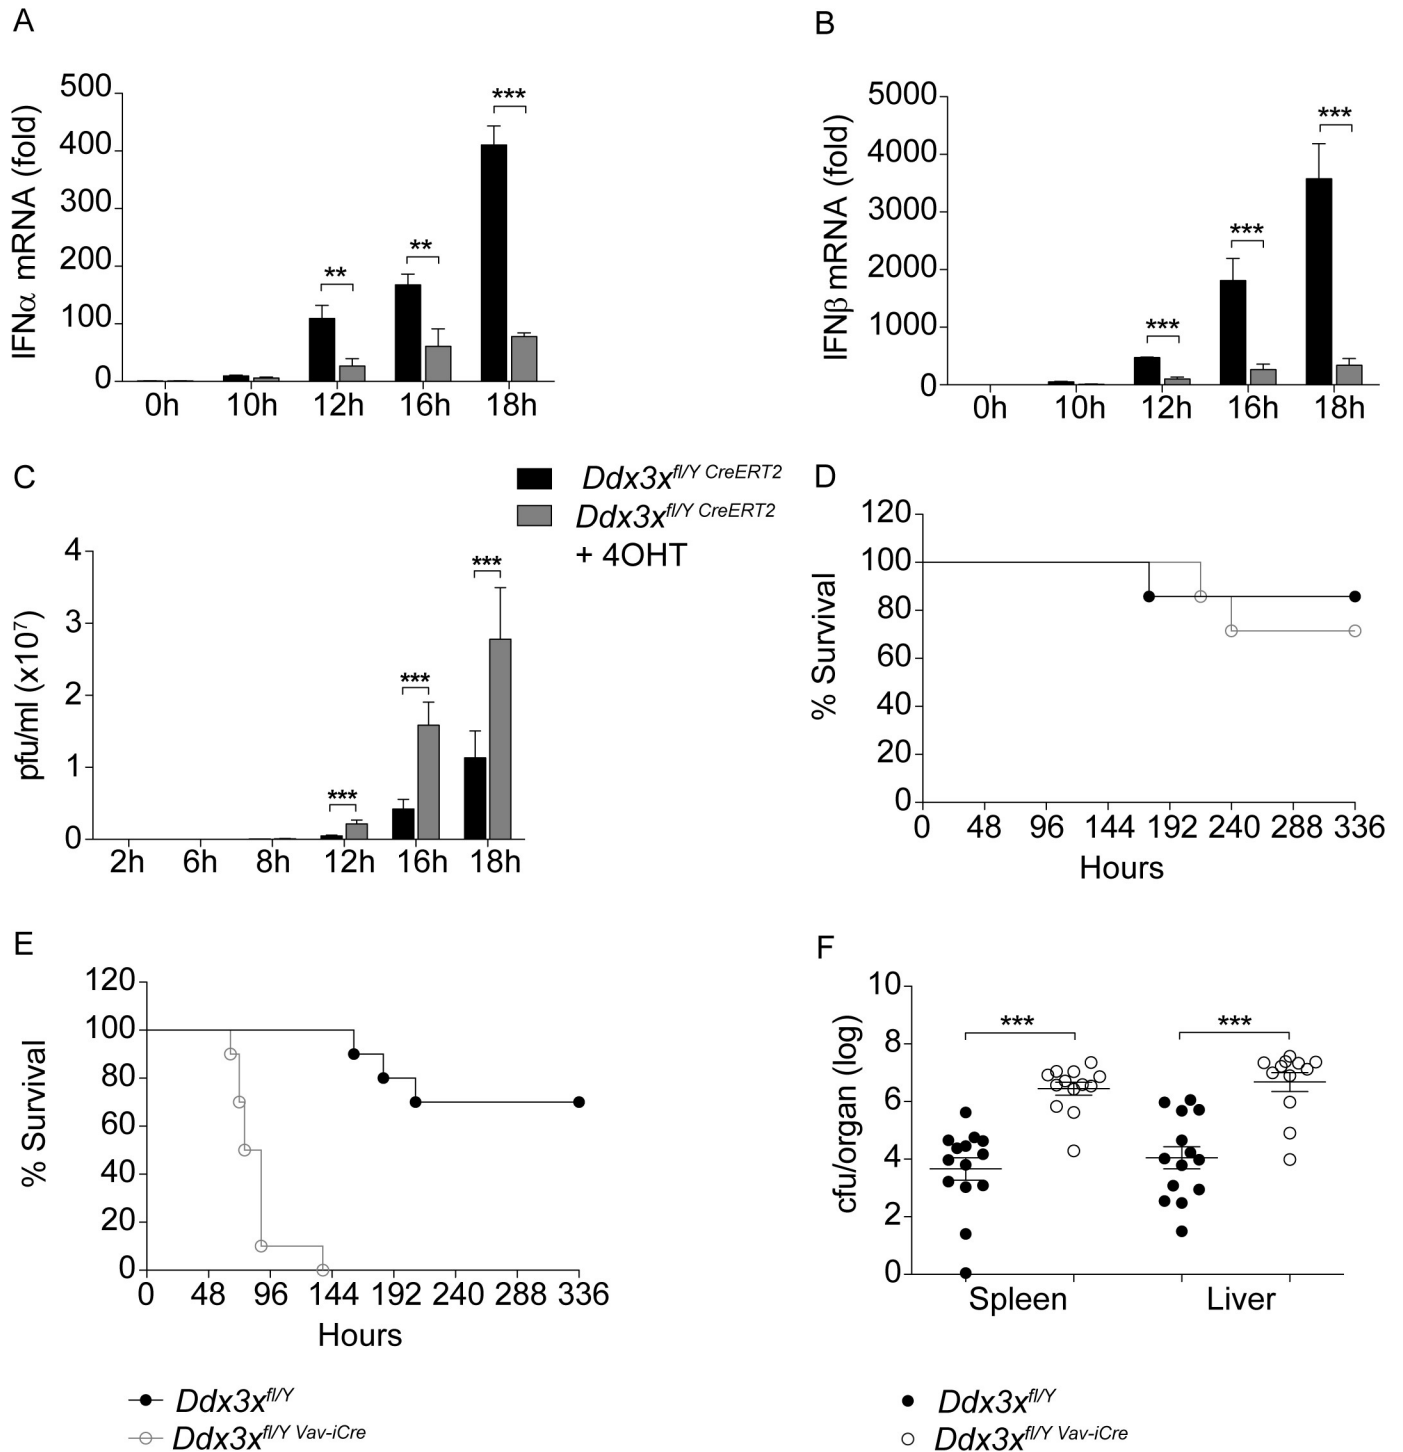 A
IFNα mRNA (fold)
500
400
300
200
100
0
0h 10h 12h 16h 18h
** ** ***
B
IFNβ mRNA (fold)
5000
4000
3000
2000
1000
0
0h 10h 12h 16h 18h
*** *** ***
C
Ddx3x fl/Y CreERT2
Ddx3x fl/Y CreERT2
+ 4OHT
pfu/ml (x10⁷)
4
3
2
1
0
2h 6h 8h 12h 16h 18h
*** *** ***
D
% Survival
120
100
80
60
40
20
0
0 48 96 144 192 240 288 336
Hours
E
% Survival
120
100
80
60
40
20
0
0 48 96 144 192 240 288 336
Hours
Ddx3x fl/Y
Ddx3x fl/Y Vav-iCre
F
cfu/organ (log)
10
8
6
4
2
0
*** ***
Spleen Liver
Ddx3x fl/Y
Ddx3x fl/Y Vav-iCre